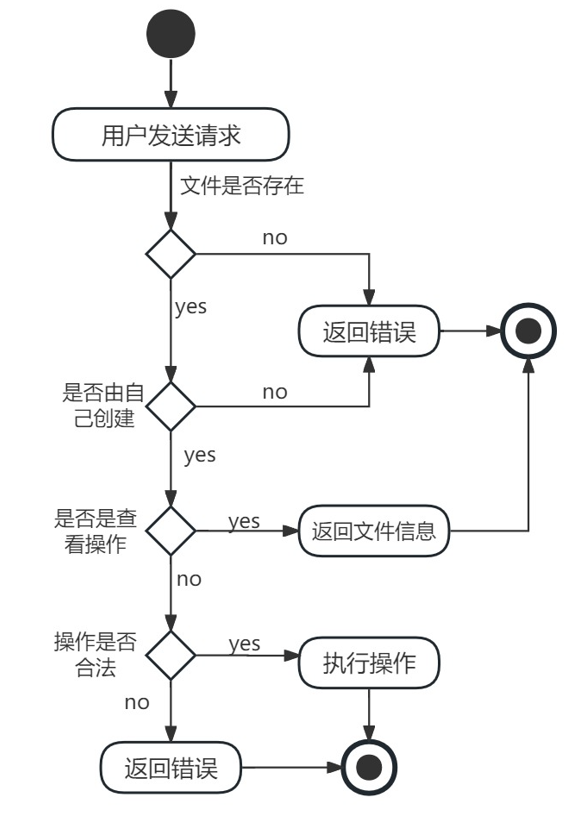 用户发送请求
文件是否存在
no
yes
返回错误
是否由自
己创建
no
yes
是否是查
看操作
yes
返回文件信息
no
操作是否
合法
yes
执行操作
no
返回错误